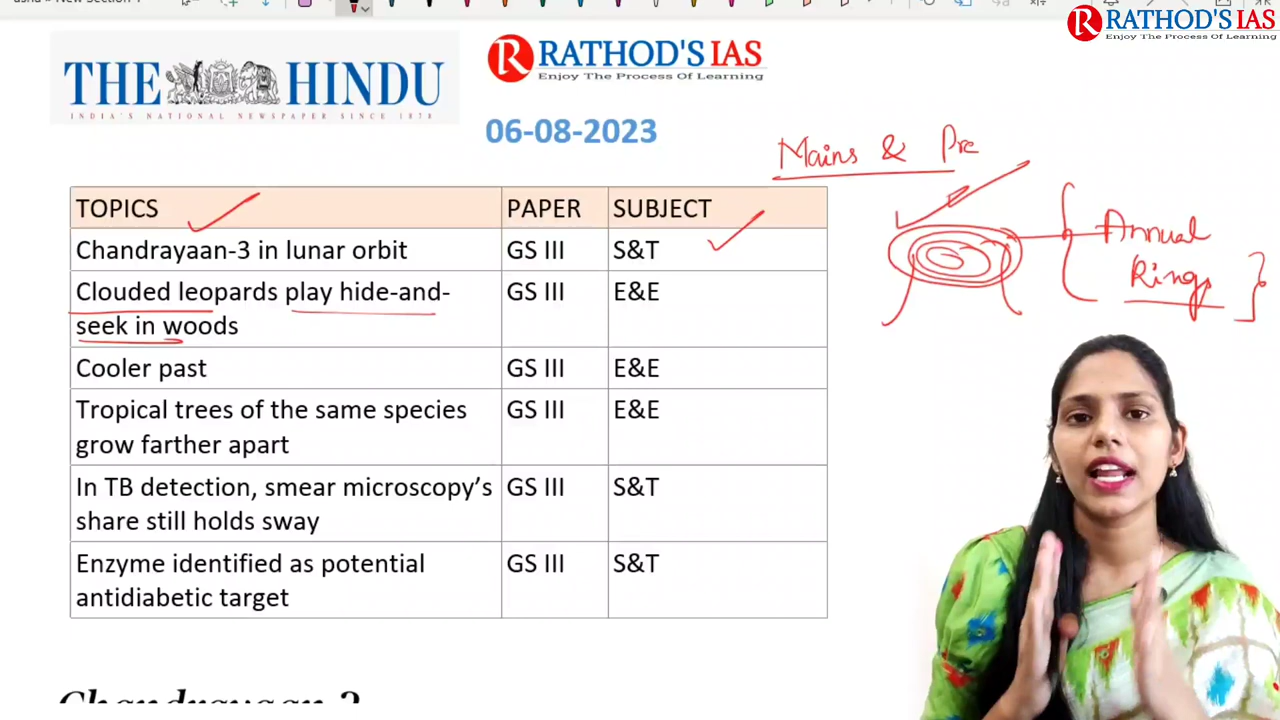 RATHOD'S IAS
Enjoy The Process Of Learning
THE HINDU
INDIA'S NATIONAL NEWSPAPER SINCE 1878
RATHOD'S IAS
Enjoy The Process Of Learning
06-08-2023
Mains & Pre
TOPICS PAPER SUBJECT
Chandrayaan-3 in lunar orbit GS III S&T
Clouded leopards play hide-and- GS III E&E
seek in woods
Cooler past GS III E&E
Tropical trees of the same species GS III E&E
grow farther apart
In TB detection, smear microscopy’s GS III S&T
share still holds sway
Enzyme identified as potential GS III S&T
antidiabetic target
Annual
Rings